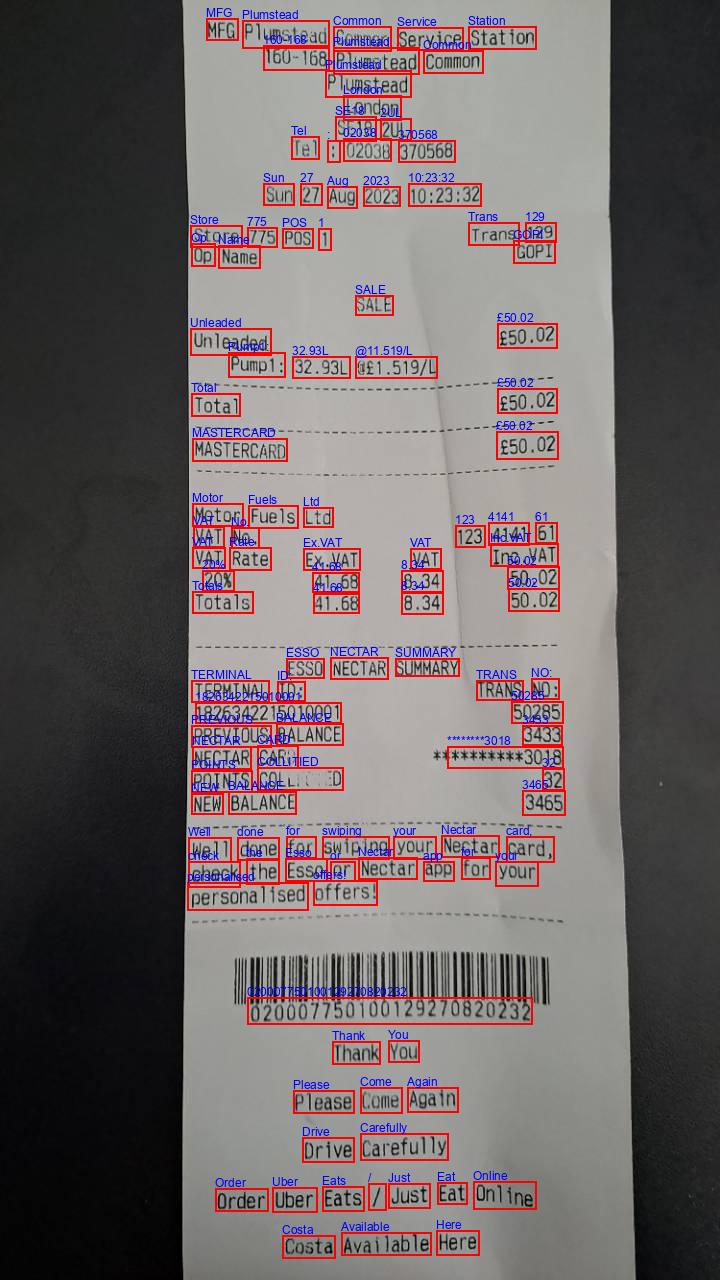 MFG Plumstead Common Service Station
160-168 Plumstead Common
Plumstead
London
SE18 2UL
Tel : 02038 370568
Sun 27 Aug 2023 10:23:32
Store 775 POS 1 Trans 129
Op Name GOPI
SALE
Unleaded £50.02
Pump1: 32.93L @£1.519/L
Total £50.02
MASTERCARD £50.02
Motor Fuels Ltd
VAT No. 123 4141 61
VAT Rate Ex.VAT VAT Inc.VAT
20% 41.68 8.34 50.02
Totals 41.68 8.34 50.02
ESSO NECTAR SUMMARY
TERMINAL ID: TRANS NO:
1826342215010001 50285
PREVIOUS BALANCE 3433
NECTAR CARD **********3018
POINTS 32
NEW BALANCE 3465
Well done for swiping your Nectar card,
check the Esso or Nectar app for your
personalised offers!
020007750100129270820232
Thank You
Please Come Again
Drive Carefully
Order Uber Eats / Just Eat Online
Costa Available Here